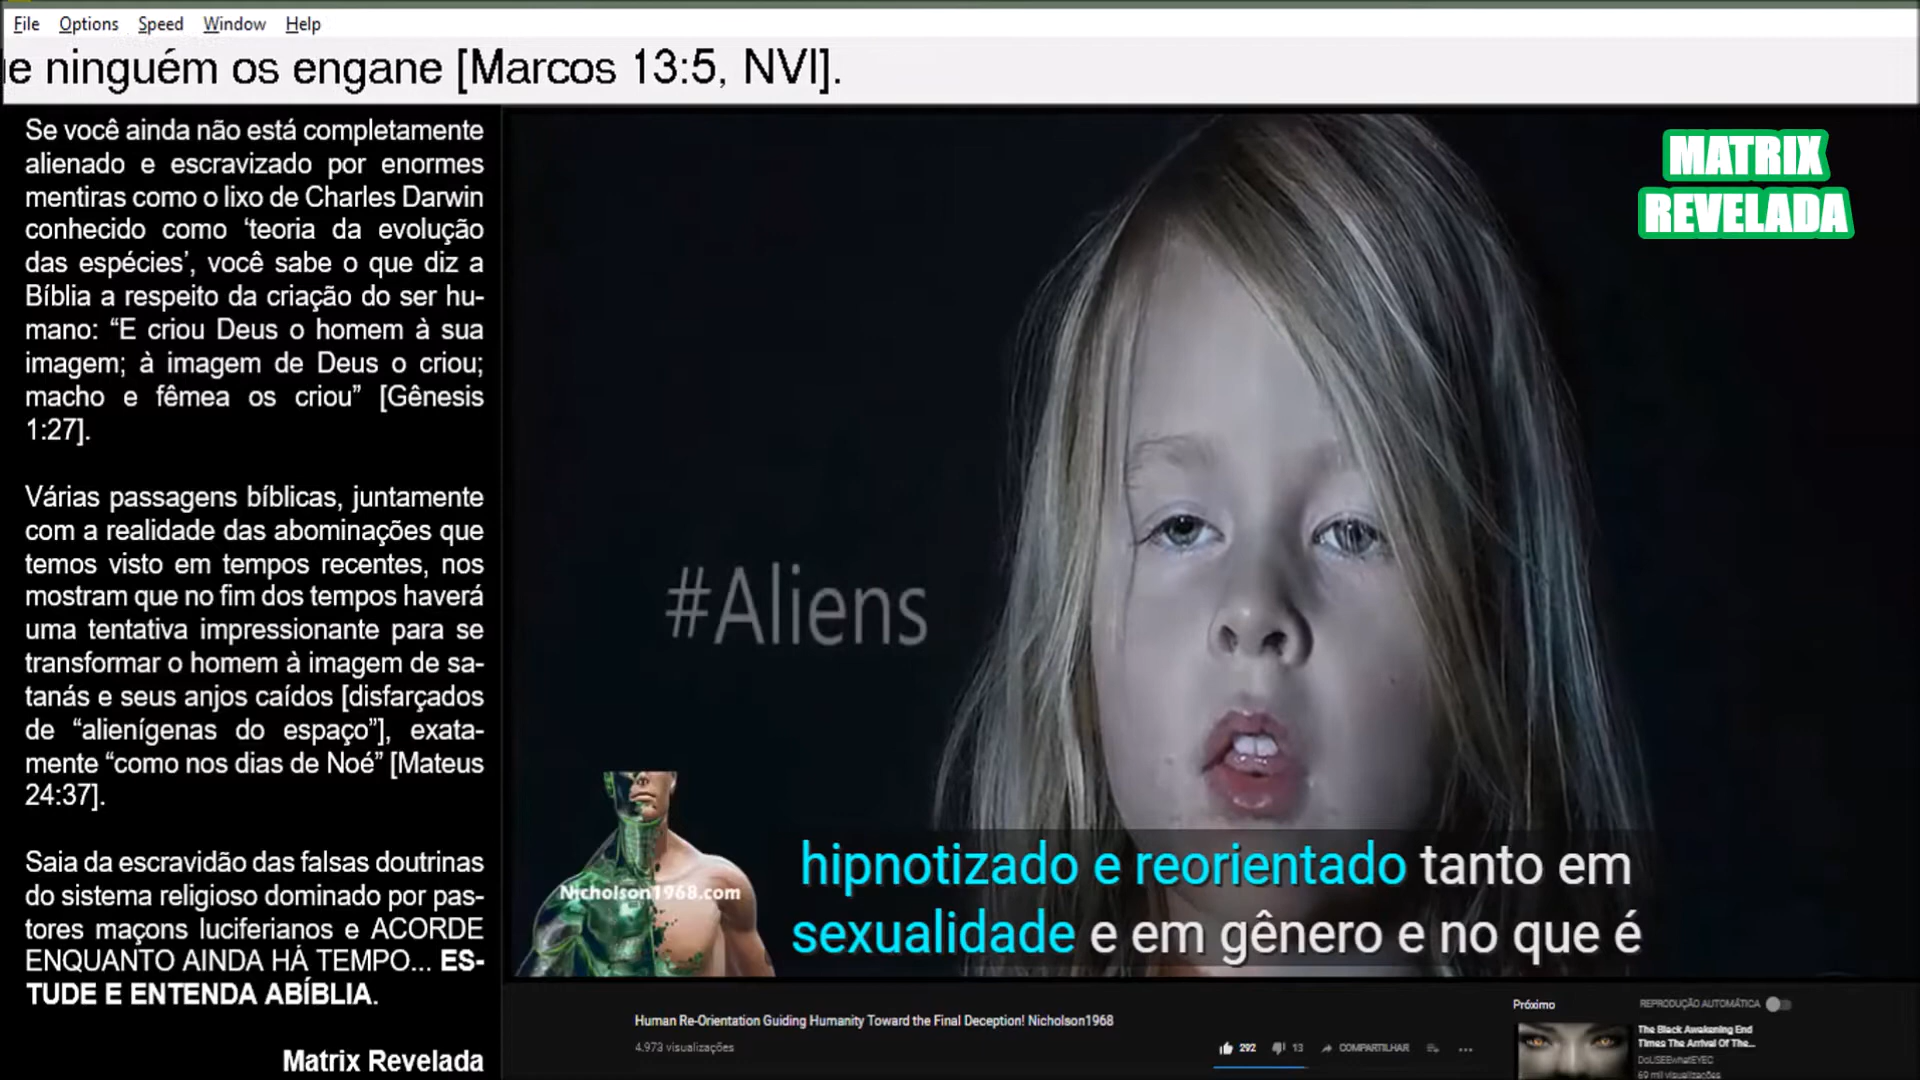 File Options Speed Window Help
e ninguém os engane [Marcos 13:5, NVI].
Se você ainda não está completamente
alienado e escravizado por enormes
mentiras como o lixo de Charles Darwin
conhecido como ‘teoria da evolução
das espécies’, você sabe o que diz a
Bíblia a respeito da criação do ser hu-
mano: “E criou Deus o homem à sua
imagem; à imagem de Deus o criou;
macho e fêmea os criou” [Gênesis
1:27].
Várias passagens bíblicas, juntamente
com a realidade das abominações que
temos visto em tempos recentes, nos
mostram que no fim dos tempos haverá
uma tentativa impressionante para se
transformar o homem à imagem de sa-
tanás e seus anjos caídos [disfarçados
de “alienígenas do espaço”], exata-
mente “como nos dias de Noé” [Mateus
24:37].
Saia da escravidão das falsas doutrinas
do sistema religioso dominado por pas-
tores maçons luciferianos e ACORDE
ENQUANTO AINDA HÁ TEMPO... ES-
TUDE E ENTENDA ABÍBLIA.
Matrix Revelada
MATRIX
REVELADA
#Aliens
Nicholson1968.com
hipnotizado e reorientado tanto em
sexualidade e em gênero e no que é
Human Re-Orientation Guiding Humanity Toward the Final Deception! Nicholson1968
4.973 visualizações
292 13 COMPARTILHAR
Próximo REPRODUÇÃO AUTOMÁTICA
The Black Awakening End
Times The Arrival Of The...
DoUSEEwhatEYEC
69 mil visualizações